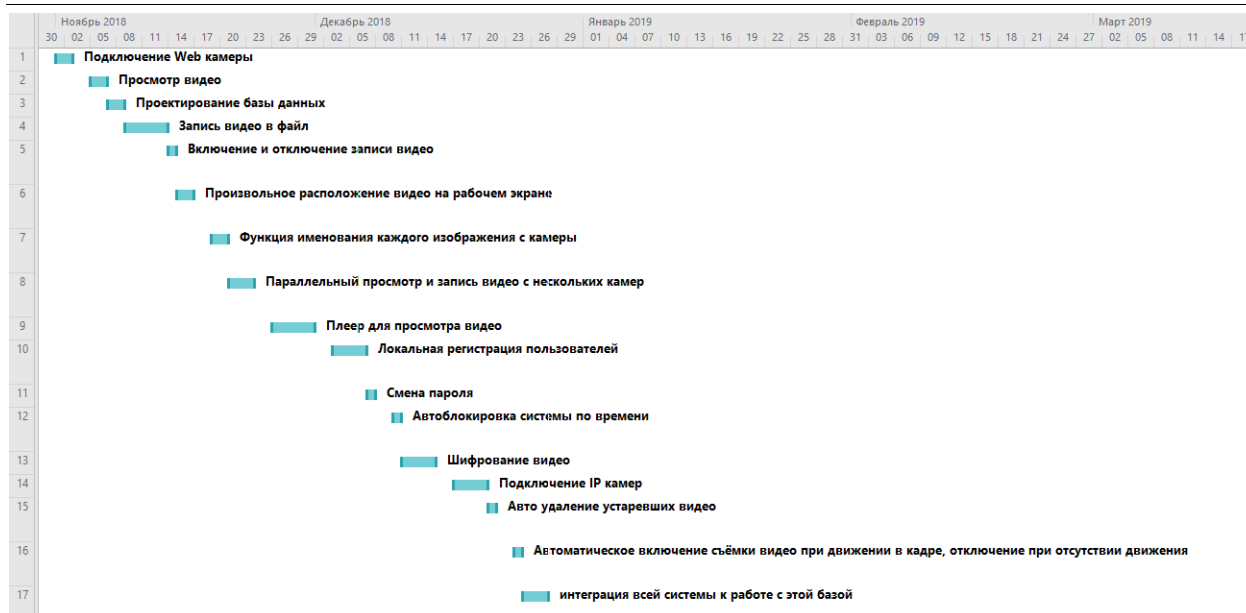 Ноябрь 2018 Декабрь 2018 Январь 2019 Февраль 2019 Март 2019
30 02 05 08 11 14 17 20 23 26 29 02 05 08 11 14 17 20 23 26 29 01 04 07 10 13 16 19 22 25 28 31 03 06 09 12 15 18 21 24 27 02 05 08 11 14 17
1 Подключение Web камеры
2 Просмотр видео
3 Проектирование базы данных
4 Запись видео в файл
5 Включение и отключение записи видео
6 Произвольное расположение видео на рабочем экране
7 Функция именования каждого изображения с камеры
8 Параллельный просмотр и запись видео с нескольких камер
9 Плеер для просмотра видео
10 Локальная регистрация пользователей
11 Смена пароля
12 Автоблокировка системы по времени
13 Шифрование видео
14 Подключение IP камер
15 Авто удаление устаревших видео
16 Автоматическое включение съёмки видео при движении в кадре, отключение при отсутствии движения
17 интеграция всей системы к работе с этой базой